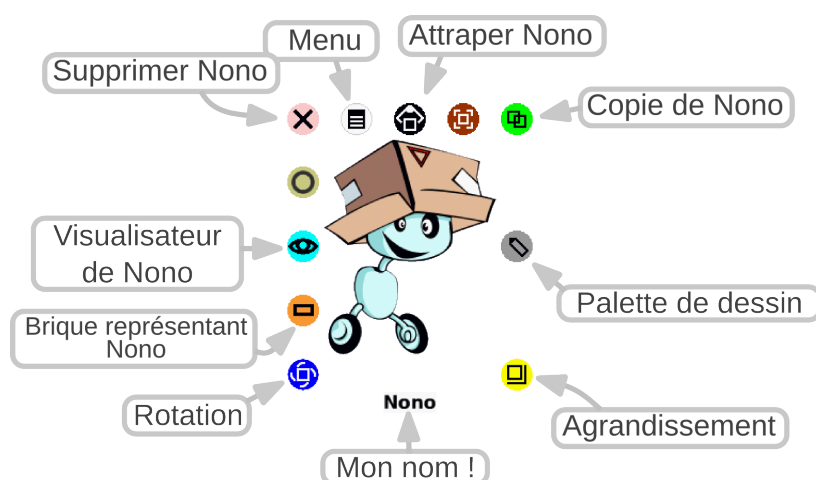 Menu
Attraper Nono
Supprimer Nono
Copie de Nono
Visualisateur
de Nono
Palette de dessin
Brique représentant
Nono
Rotation
Nono
Agrandissement
Mon nom !